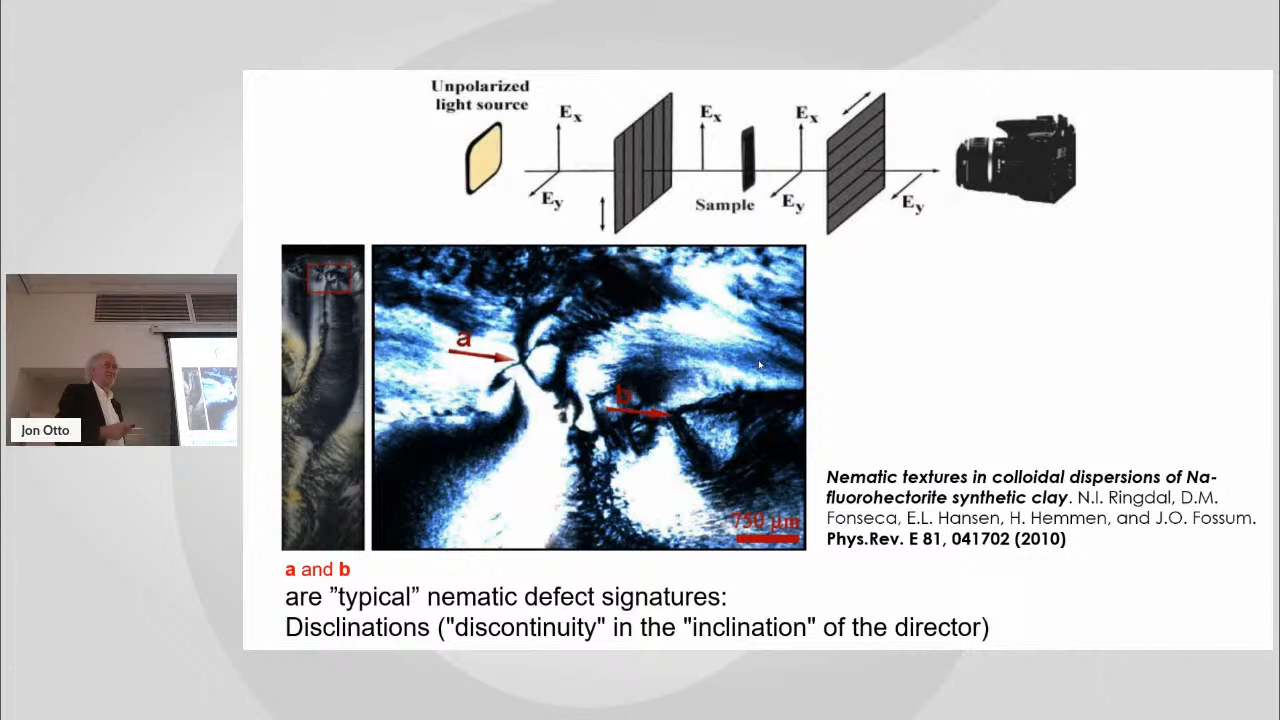 Unpolarized
light source
Ex
Ey
Ex
Sample
Ex
Ey
Ey
a
b
750 µm
Nematic textures in colloidal dispersions of Na-
fluorohectorite synthetic clay. N.I. Ringdal, D.M.
Fonseca, E.L. Hansen, H. Hemmen, and J.O. Fossum.
Phys.Rev. E 81, 041702 (2010)
Jon Otto
a and b
are ”typical” nematic defect signatures:
Disclinations ("discontinuity" in the "inclination" of the director)